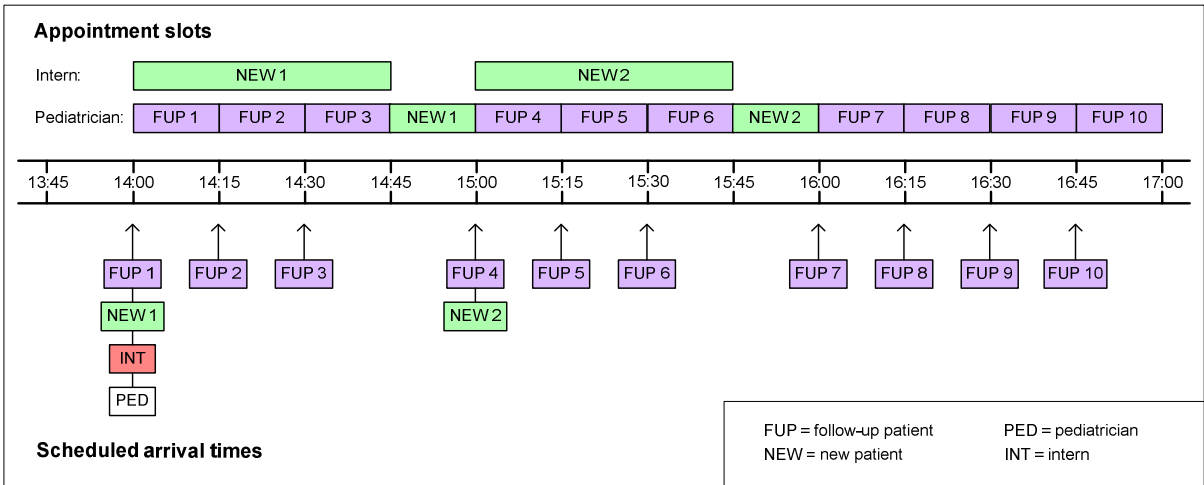 Appointment slots
Intern: NEW 1 NEW 2
Pediatrician: FUP 1 FUP 2 FUP 3 NEW 1 FUP 4 FUP 5 FUP 6 NEW 2 FUP 7 FUP 8 FUP 9 FUP 10
13:45 14:00 14:15 14:30 14:45 15:00 15:15 15:30 15:45 16:00 16:15 16:30 16:45 17:00
FUP 1 FUP 2 FUP 3 FUP 4 FUP 5 FUP 6 FUP 7 FUP 8 FUP 9 FUP 10
NEW 1 NEW 2
INT
PED
Scheduled arrival times
FUP = follow-up patient PED = pediatrician
NEW = new patient INT = intern